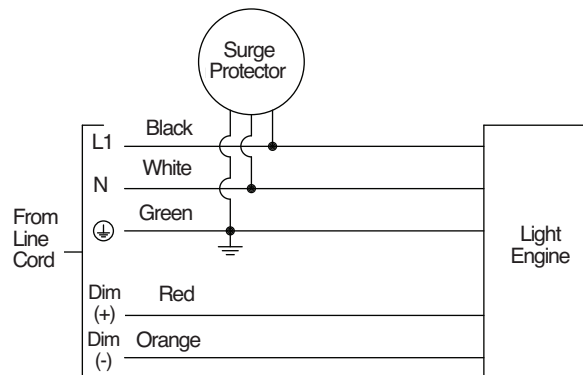 Surge
Protector
L1 Black
N White
Green
From
Line
Cord
Dim
(+)
Red
Dim
(-)
Orange
Light
Engine